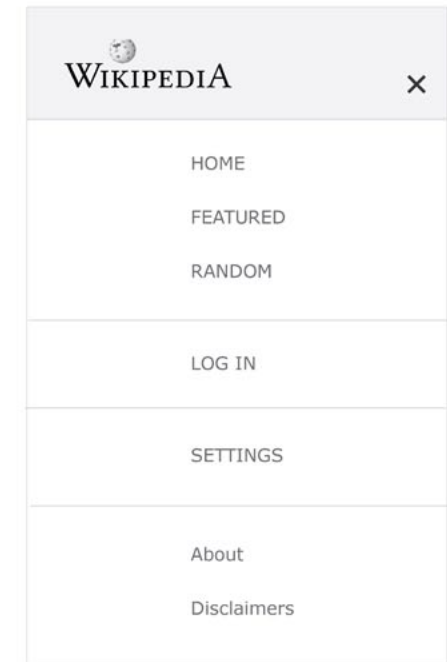 WIKIPEDIA
HOME
FEATURED
RANDOM
LOG IN
SETTINGS
About
Disclaimers